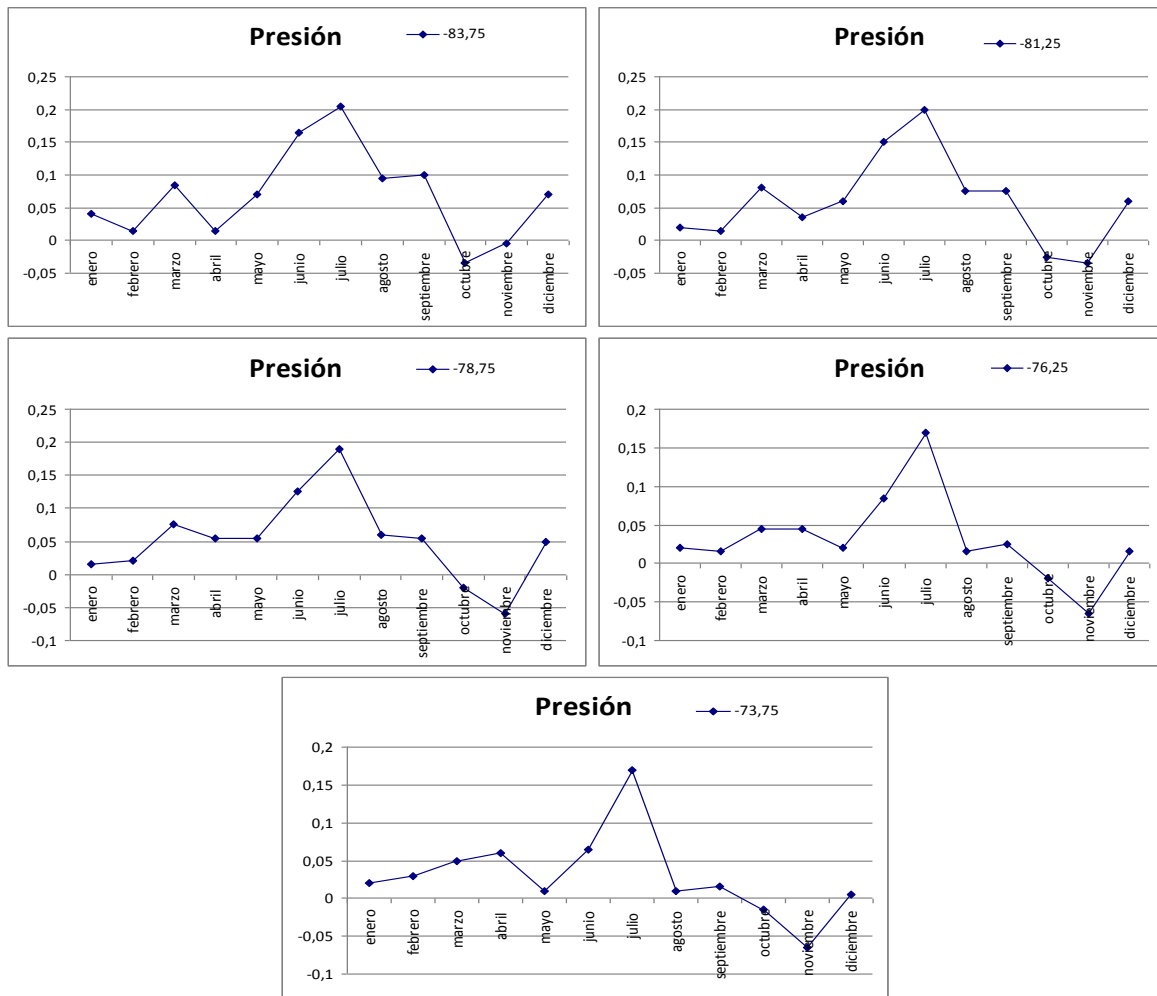 Presión
-83,75
0,25
0,2
0,15
0,1
0,05
0
-0,05
enero
febrero
marzo
abril
mayo
junio
julio
agosto
septiembre
octubre
noviembre
diciembre
Presión
-81,25
0,25
0,2
0,15
0,1
0,05
0
-0,05
enero
febrero
marzo
abril
mayo
junio
julio
agosto
septiembre
octubre
noviembre
diciembre
Presión
-78,75
0,25
0,2
0,15
0,1
0,05
0
-0,05
-0,1
enero
febrero
marzo
abril
mayo
junio
julio
agosto
septiembre
octubre
noviembre
diciembre
Presión
-76,25
0,2
0,15
0,1
0,05
0
-0,05
-0,1
enero
febrero
marzo
abril
mayo
junio
julio
agosto
septiembre
octubre
noviembre
diciembre
Presión
-73,75
0,2
0,15
0,1
0,05
0
-0,05
-0,1
enero
febrero
marzo
abril
mayo
junio
julio
agosto
septiembre
octubre
noviembre
diciembre